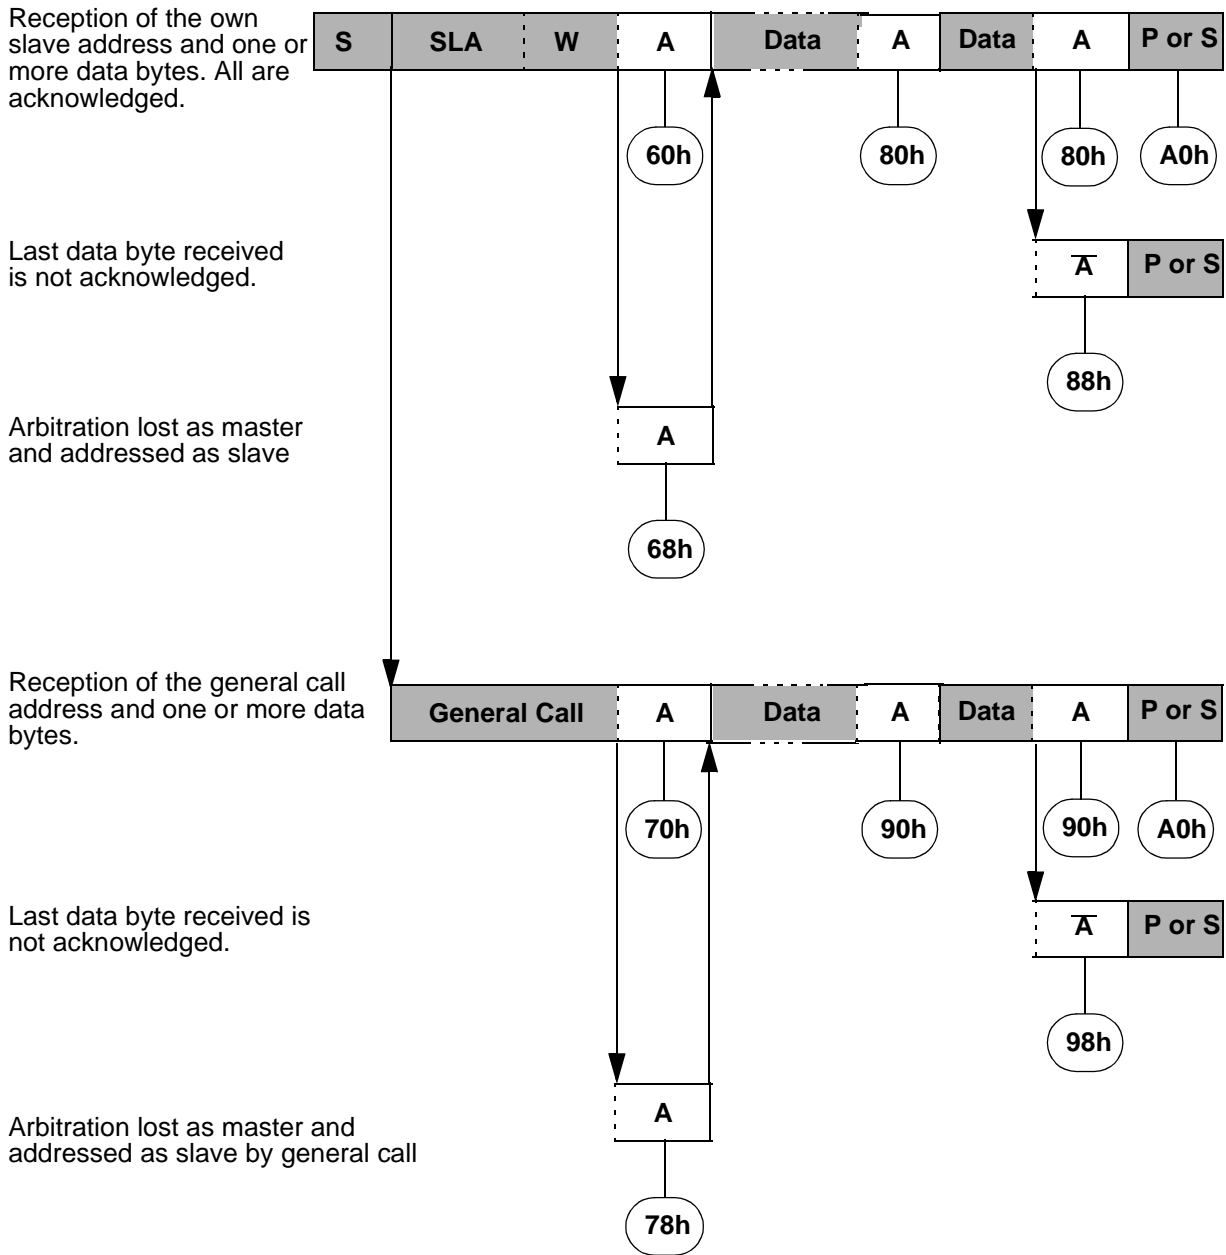 Reception of the own
slave address and one or
more data bytes. All are
acknowledged.
S SLA W A Data A Data A P or S
60h 80h 80h A0h
Last data byte received
is not acknowledged.
A̅ P or S
88h
Arbitration lost as master
and addressed as slave
A
68h
Reception of the general call
address and one or more data
bytes.
General Call A Data A Data A P or S
70h 90h 90h A0h
Last data byte received is
not acknowledged.
A̅ P or S
98h
Arbitration lost as master and
addressed as slave by general call
A
78h